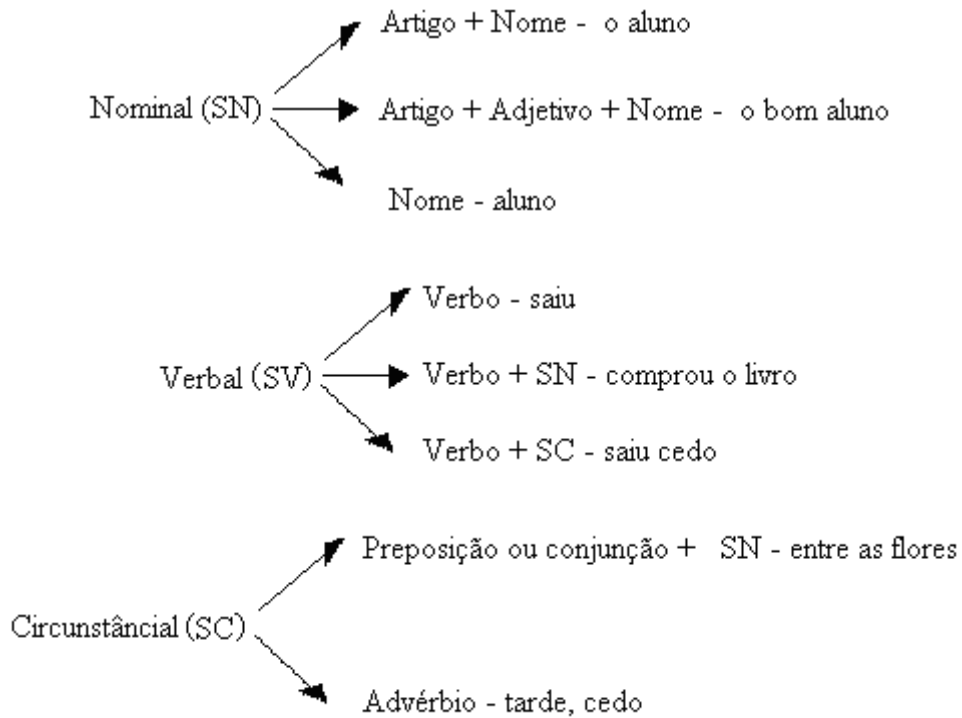 Artigo + Nome - o aluno
Nominal (SN)
Artigo + Adjetivo + Nome - o bom aluno
Nome - aluno
Verbo - saiu
Verbal (SV)
Verbo + SN - comprou o livro
Verbo + SC - saiu cedo
Preposição ou conjunção + SN - entre as flores
Circunstâncial (SC)
Advérbio - tarde, cedo